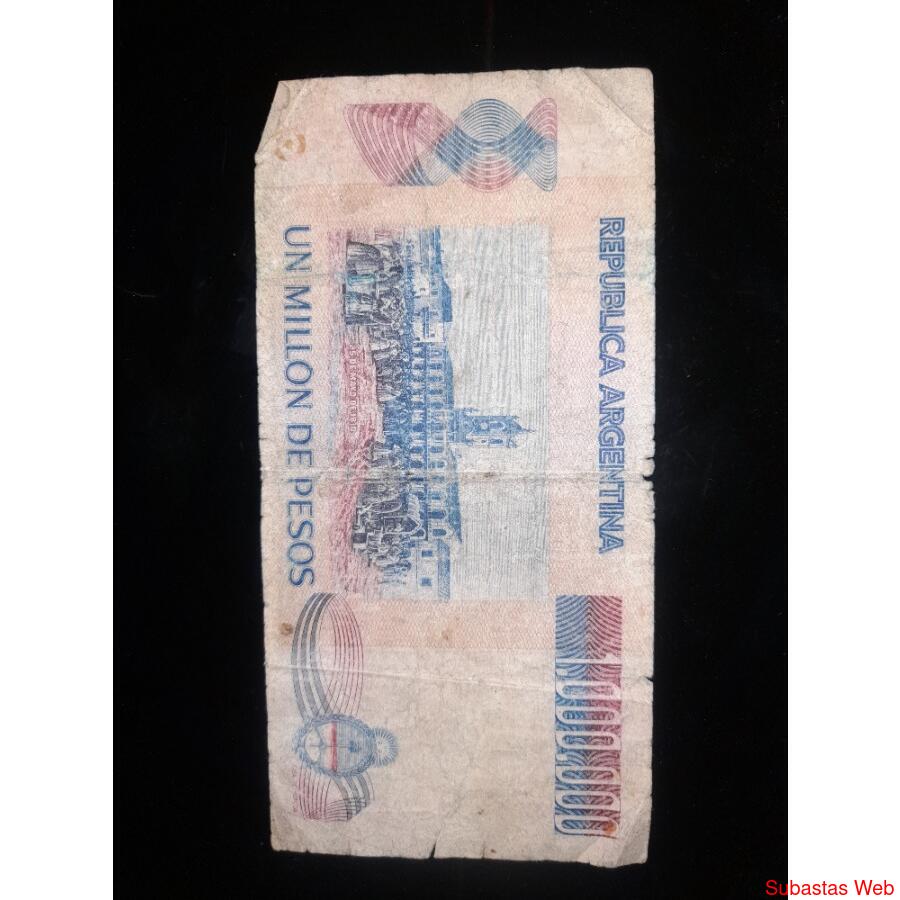 REPUBLICA ARGENTINA
1000000
UN MILLON DE PESOS
Subastas Web